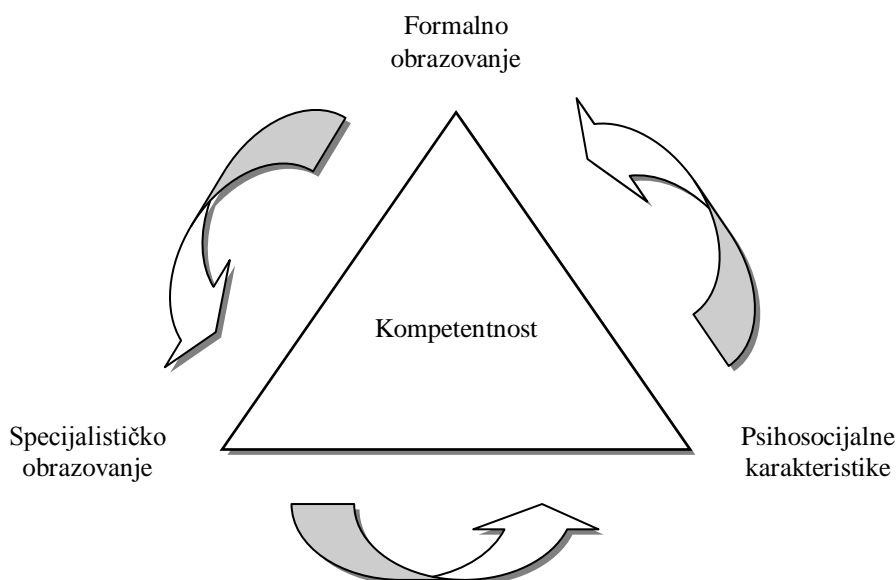 Formalno
obrazovanje
Kompetentnost
Specijalističko
obrazovanje
Psihosocijalne
karakteristike